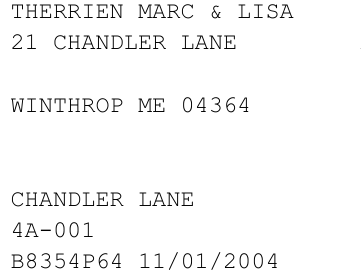 THERRIEN MARC & LISA
21 CHANDLER LANE
WINTHROP ME 04364
CHANDLER LANE
4A-001
B8354P64 11/01/2004